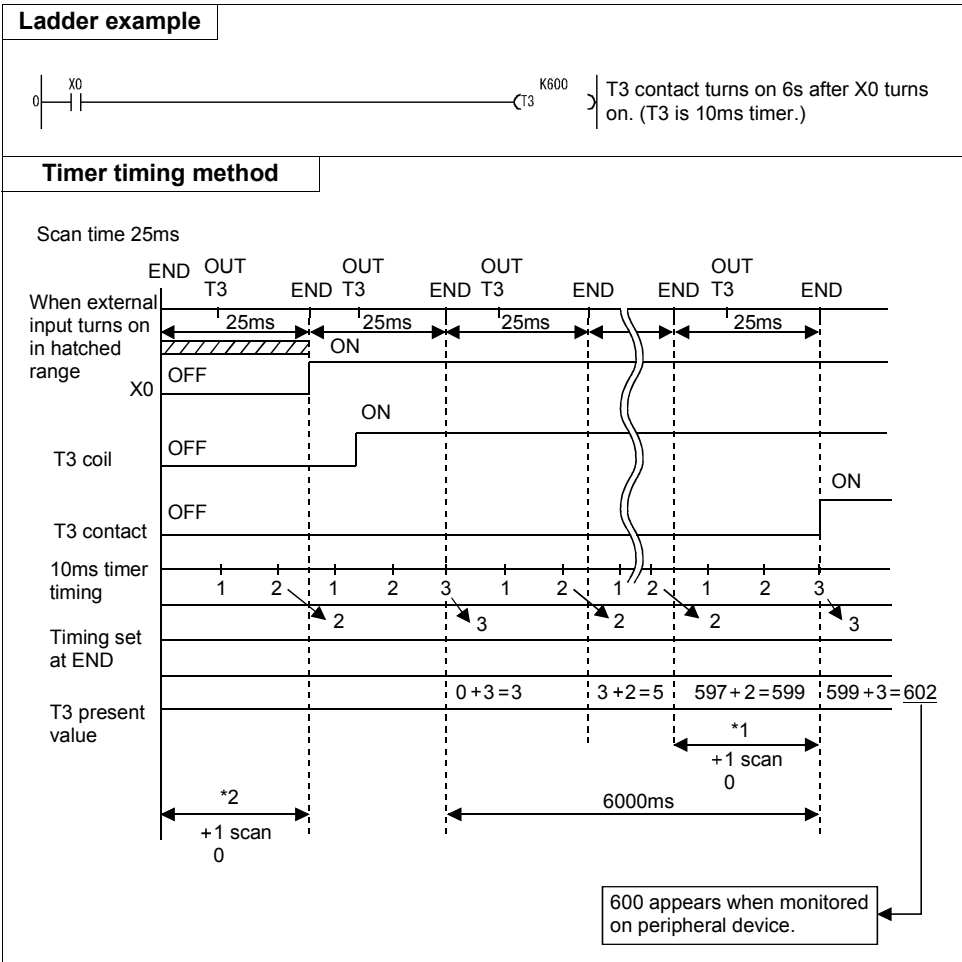 Ladder example
X0
K600
0
T3
T3 contact turns on 6s after X0 turns
on. (T3 is 10ms timer.)
Timer timing method
Scan time 25ms
END OUT T3 END OUT T3 END OUT T3 END END OUT T3 END
When external
input turns on
in hatched
range
25ms 25ms 25ms 25ms
ON
OFF
X0
ON
OFF
T3 coil
ON
OFF
T3 contact
10ms timer
timing
1 2 1 2 3 1 2 1 2 1 2 3
2 3 2 2 3
Timing set
at END
0+3=3 3+2=5 597+2=599 599+3=602
T3 present
value
*1
+1 scan
0
*2
+1 scan
0
6000ms
600 appears when monitored
on peripheral device.